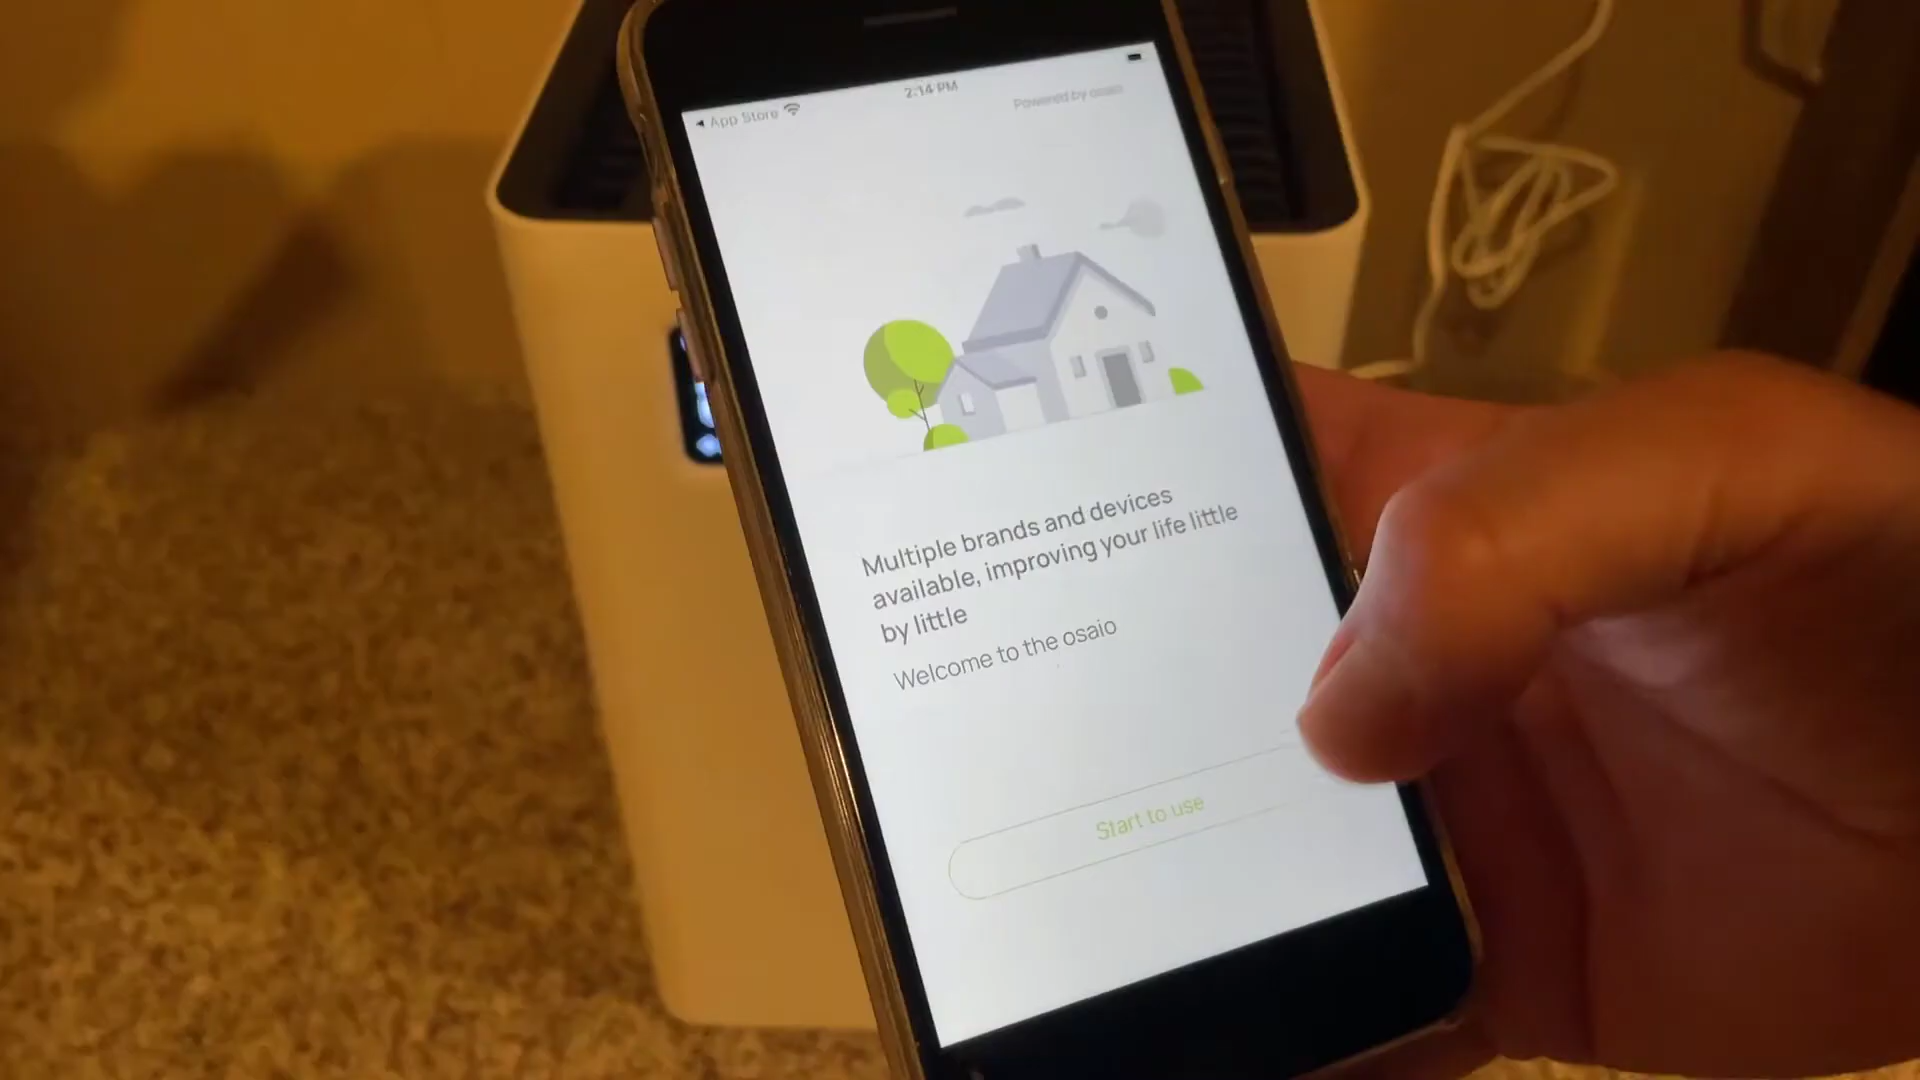 App Store
2:14 PM
Powered by osaio
Multiple brands and devices
available, improving your life little
by little
Welcome to the osaio
Start to use